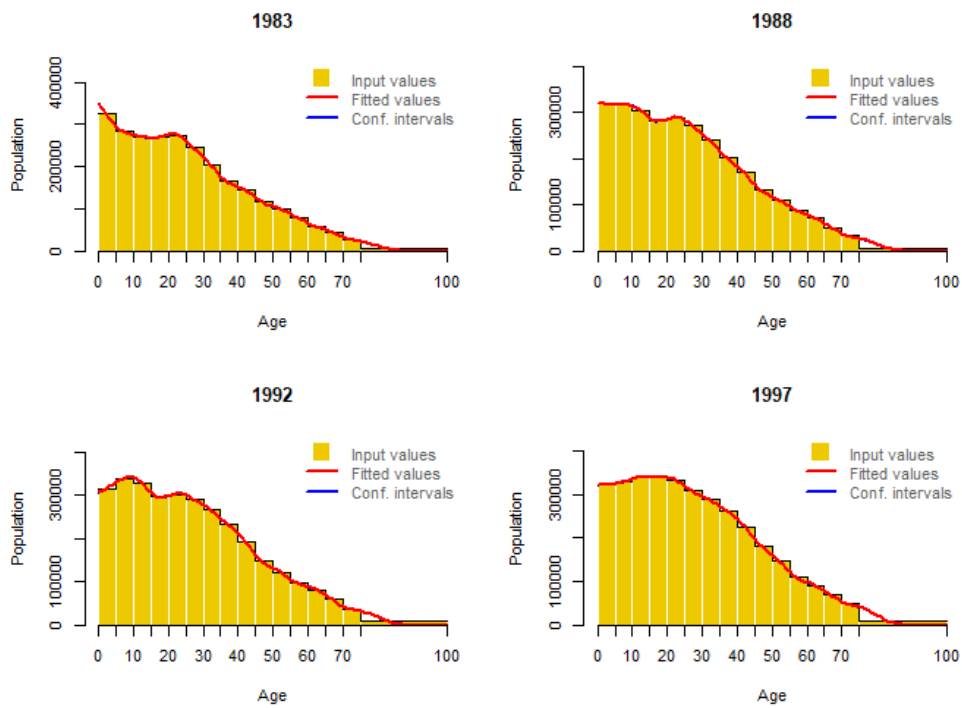 1983
Population
400000
200000
0
Input values
Fitted values
Conf. intervals
0 10 20 30 40 50 60 70 100
Age
1988
Population
300000
100000
0
Input values
Fitted values
Conf. intervals
0 10 20 30 40 50 60 70 100
Age
1992
Population
300000
100000
0
Input values
Fitted values
Conf. intervals
0 10 20 30 40 50 60 70 100
Age
1997
Population
300000
100000
0
Input values
Fitted values
Conf. intervals
0 10 20 30 40 50 60 70 100
Age